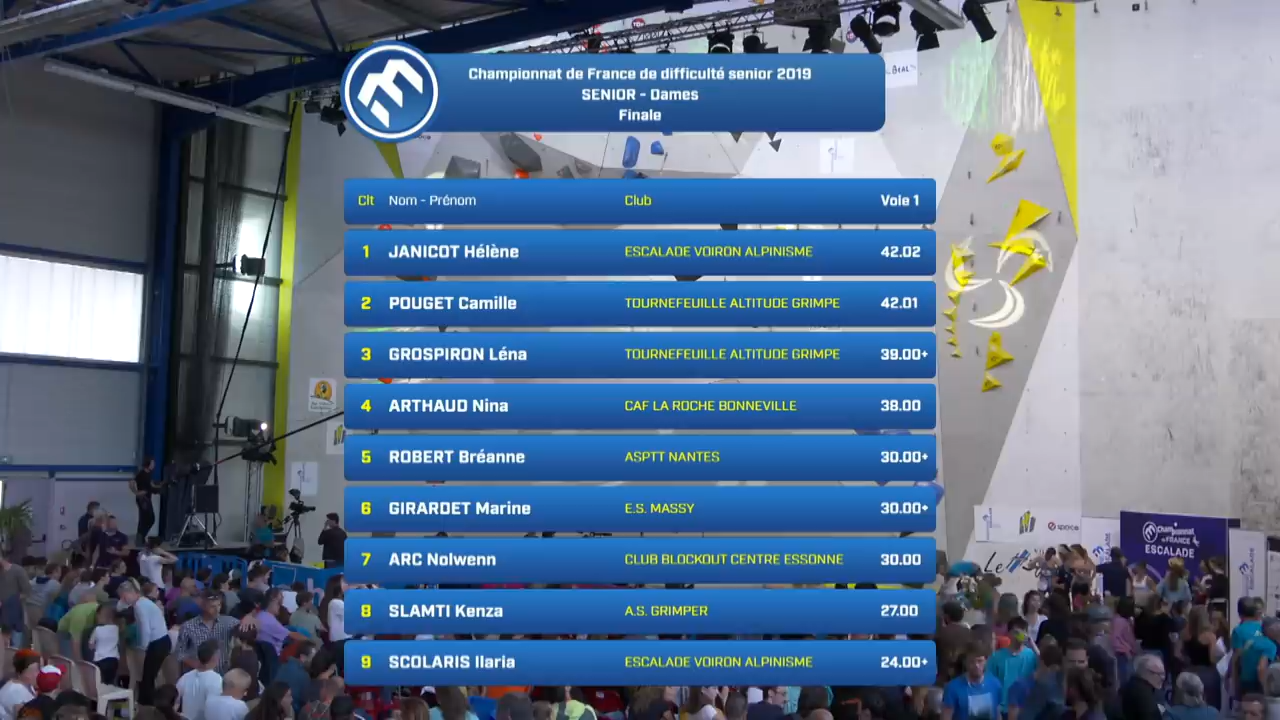 Championnat de France de difficulté senior 2019
SENIOR - Dames
Finale
Clt Nom - Prénom Club Voie 1
1 JANICOT Hélène ESCALADE VOIRON ALPINISME 42.02
2 POUGET Camille TOURNEFEUILLE ALTITUDE GRIMPE 42.01
3 GROSPIRON Léna TOURNEFEUILLE ALTITUDE GRIMPE 39.00+
4 ARTHAUD Nina CAF LA ROCHE BONNEVILLE 38.00
5 ROBERT Bréanne ASPTT NANTES 30.00+
6 GIRARDET Marine E.S. MASSY 30.00+
7 ARC Nolwenn CLUB BLOCKOUT CENTRE ESSONNE 30.00
8 SLAMTI Kenza A.S. GRIMPER 27.00
9 SCOLARIS Ilaria ESCALADE VOIRON ALPINISME 24.00+
BEAL
Championnat
de FRANCE
ESCALADE